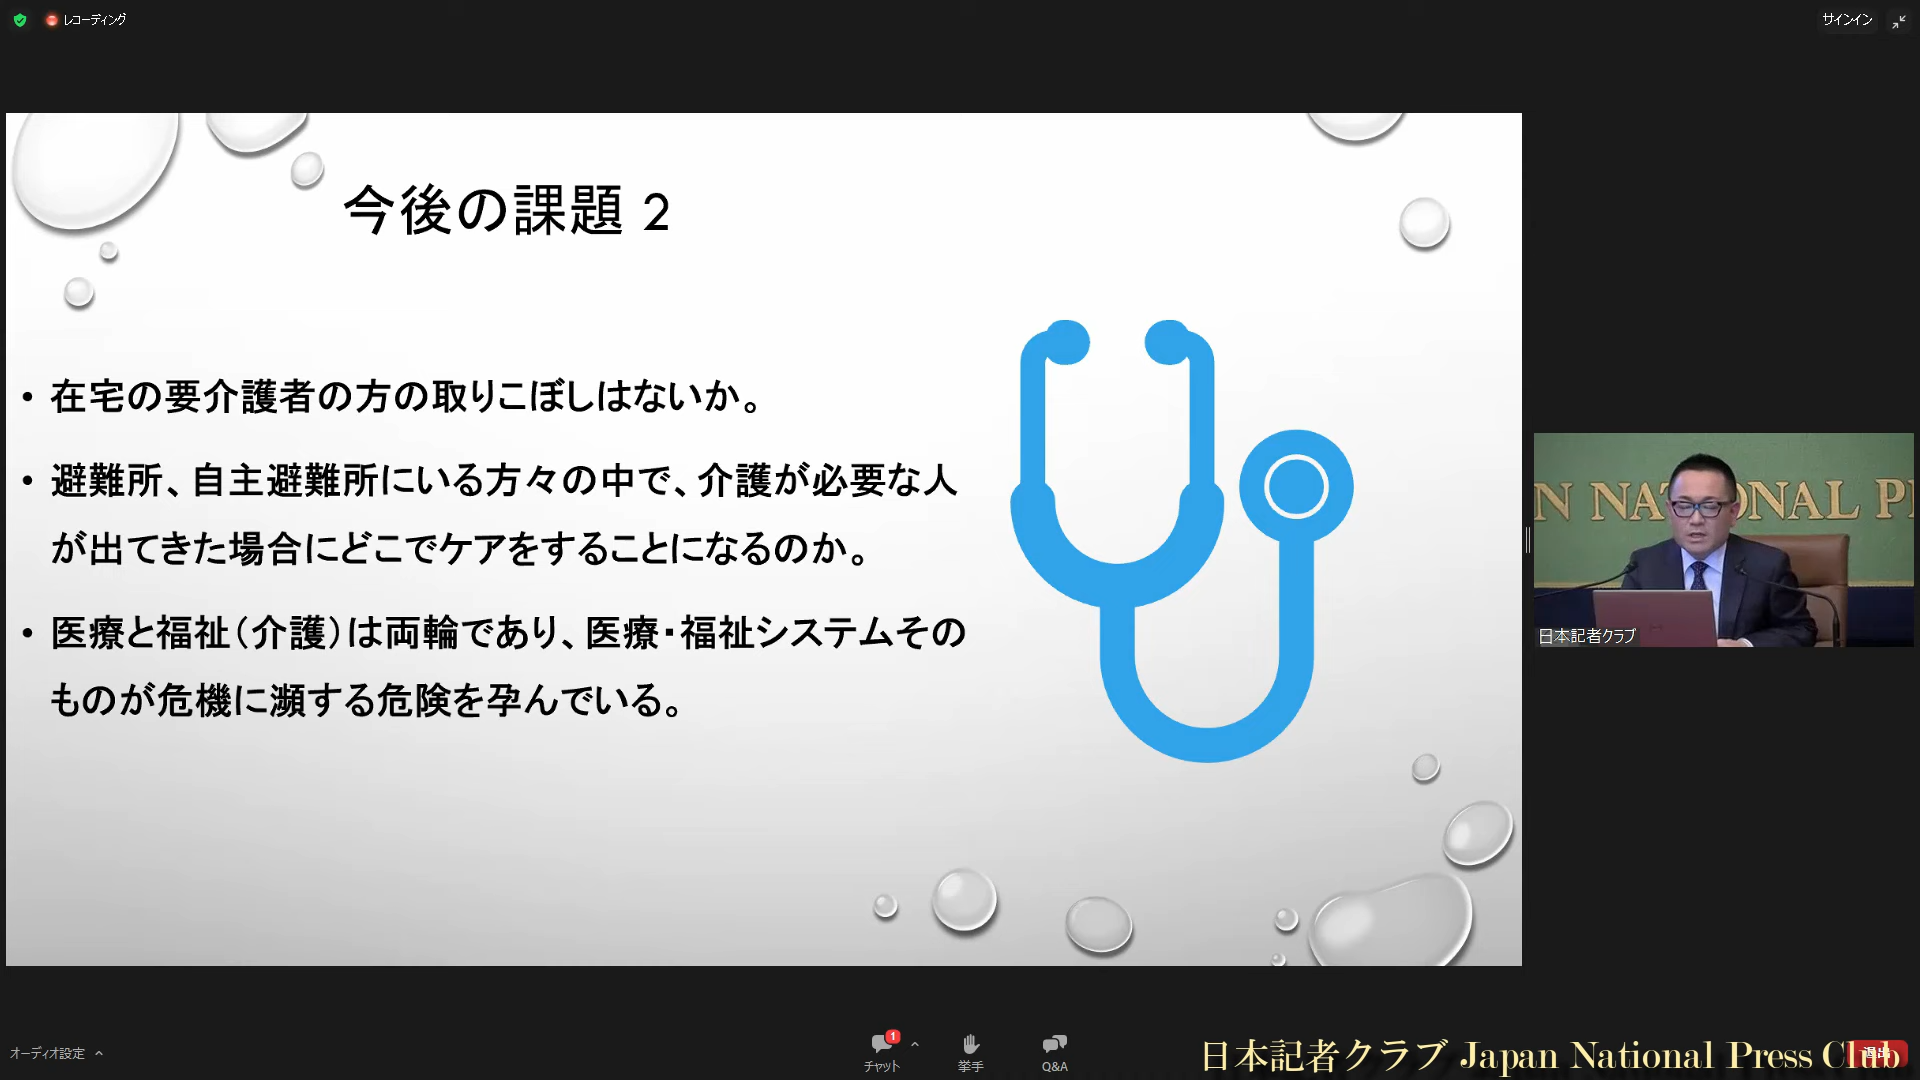 レコーディング
サインイン
今後の課題 2
• 在宅の要介護者の方の取りこぼしはないか。
• 避難所、自主避難所にいる方々の中で、介護が必要な人
が出てきた場合にどこでケアをすることになるのか。
• 医療と福祉（介護）は両輪であり、医療・福祉システムその
ものが危機に瀕する危険を孕んでいる。
N NATIONAL P
日本記者クラブ
オーディオ設定
1
チャット
挙手
Q&A
日本記者クラブ Japan National Press Club
退出